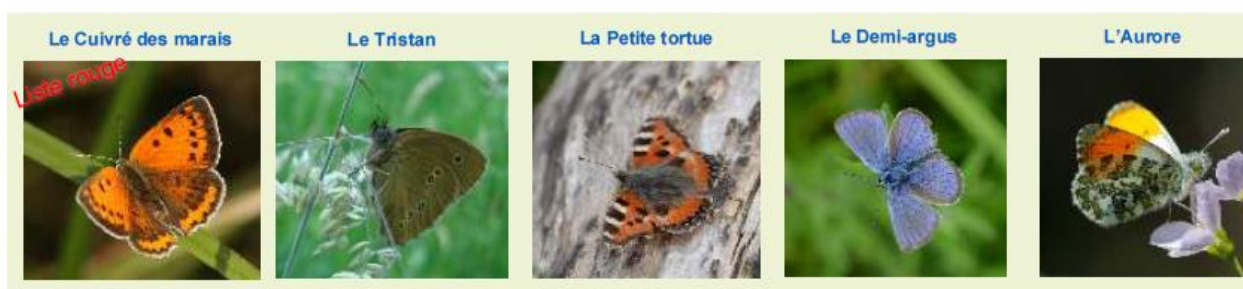 Le Cuivré des marais
Le Tristan
La Petite tortue
Le Demi-argus
L'Aurore
Liste rouge